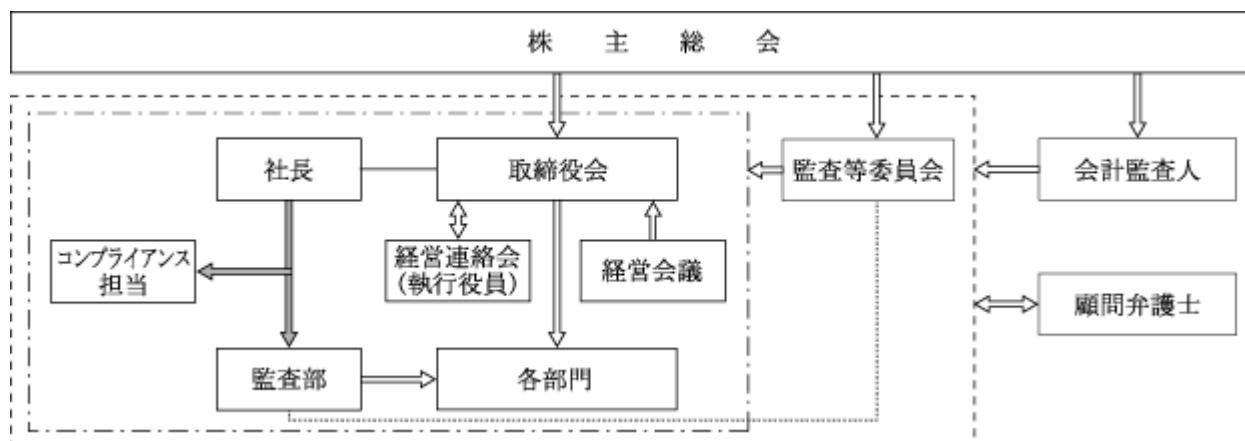 株主総会
社長
取締役会
監査等委員会
会計監査人
コンプライアンス
担当
経営連絡会
(執行役員)
経営会議
顧問弁護士
監査部
各部門